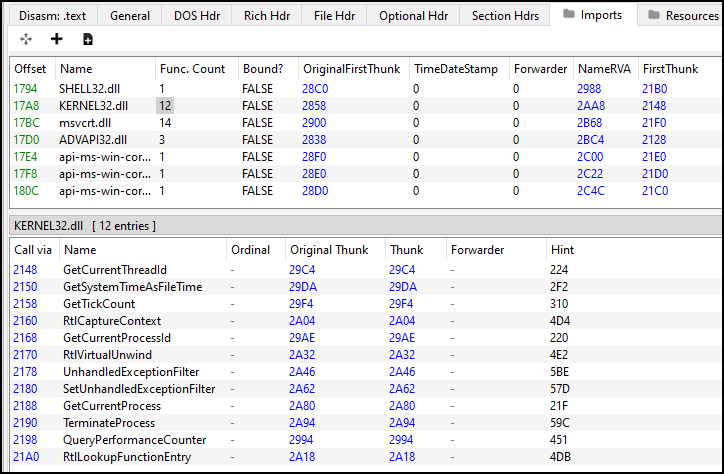 Disasm: .text General DOS Hdr Rich Hdr File Hdr Optional Hdr Section Hdrs Imports Resources
Offset Name Func. Count Bound? OriginalFirstThunk TimeDateStamp Forwarder NameRVA FirstThunk
1794 SHELL32.dll 1 FALSE 28C0 0 0 2988 21B0
17A8 KERNEL32.dll 12 FALSE 2858 0 0 2AA8 2148
17BC msvcrt.dll 14 FALSE 2900 0 0 2B68 21F0
17D0 ADVAPI32.dll 3 FALSE 2838 0 0 2BC4 2128
17E4 api-ms-win-cor... 1 FALSE 28F0 0 0 2C00 21E0
17F8 api-ms-win-cor... 1 FALSE 28E0 0 0 2C22 21D0
180C api-ms-win-cor... 1 FALSE 28D0 0 0 2C4C 21C0
KERNEL32.dll [ 12 entries ]
Call via Name Ordinal Original Thunk Thunk Forwarder Hint
2148 GetCurrentThreadId - 29C4 29C4 - 224
2150 GetSystemTimeAsFileTime - 29DA 29DA - 2F2
2158 GetTickCount - 29F4 29F4 - 310
2160 RtlCaptureContext - 2A04 2A04 - 4D4
2168 GetCurrentProcessId - 29AE 29AE - 220
2170 RtlVirtualUnwind - 2A32 2A32 - 4E2
2178 UnhandledExceptionFilter - 2A46 2A46 - 5BE
2180 SetUnhandledExceptionFilter - 2A62 2A62 - 57D
2188 GetCurrentProcess - 2A80 2A80 - 21F
2190 TerminateProcess - 2A94 2A94 - 59C
2198 QueryPerformanceCounter - 2994 2994 - 451
21A0 RtlLookupFunctionEntry - 2A18 2A18 - 4DB